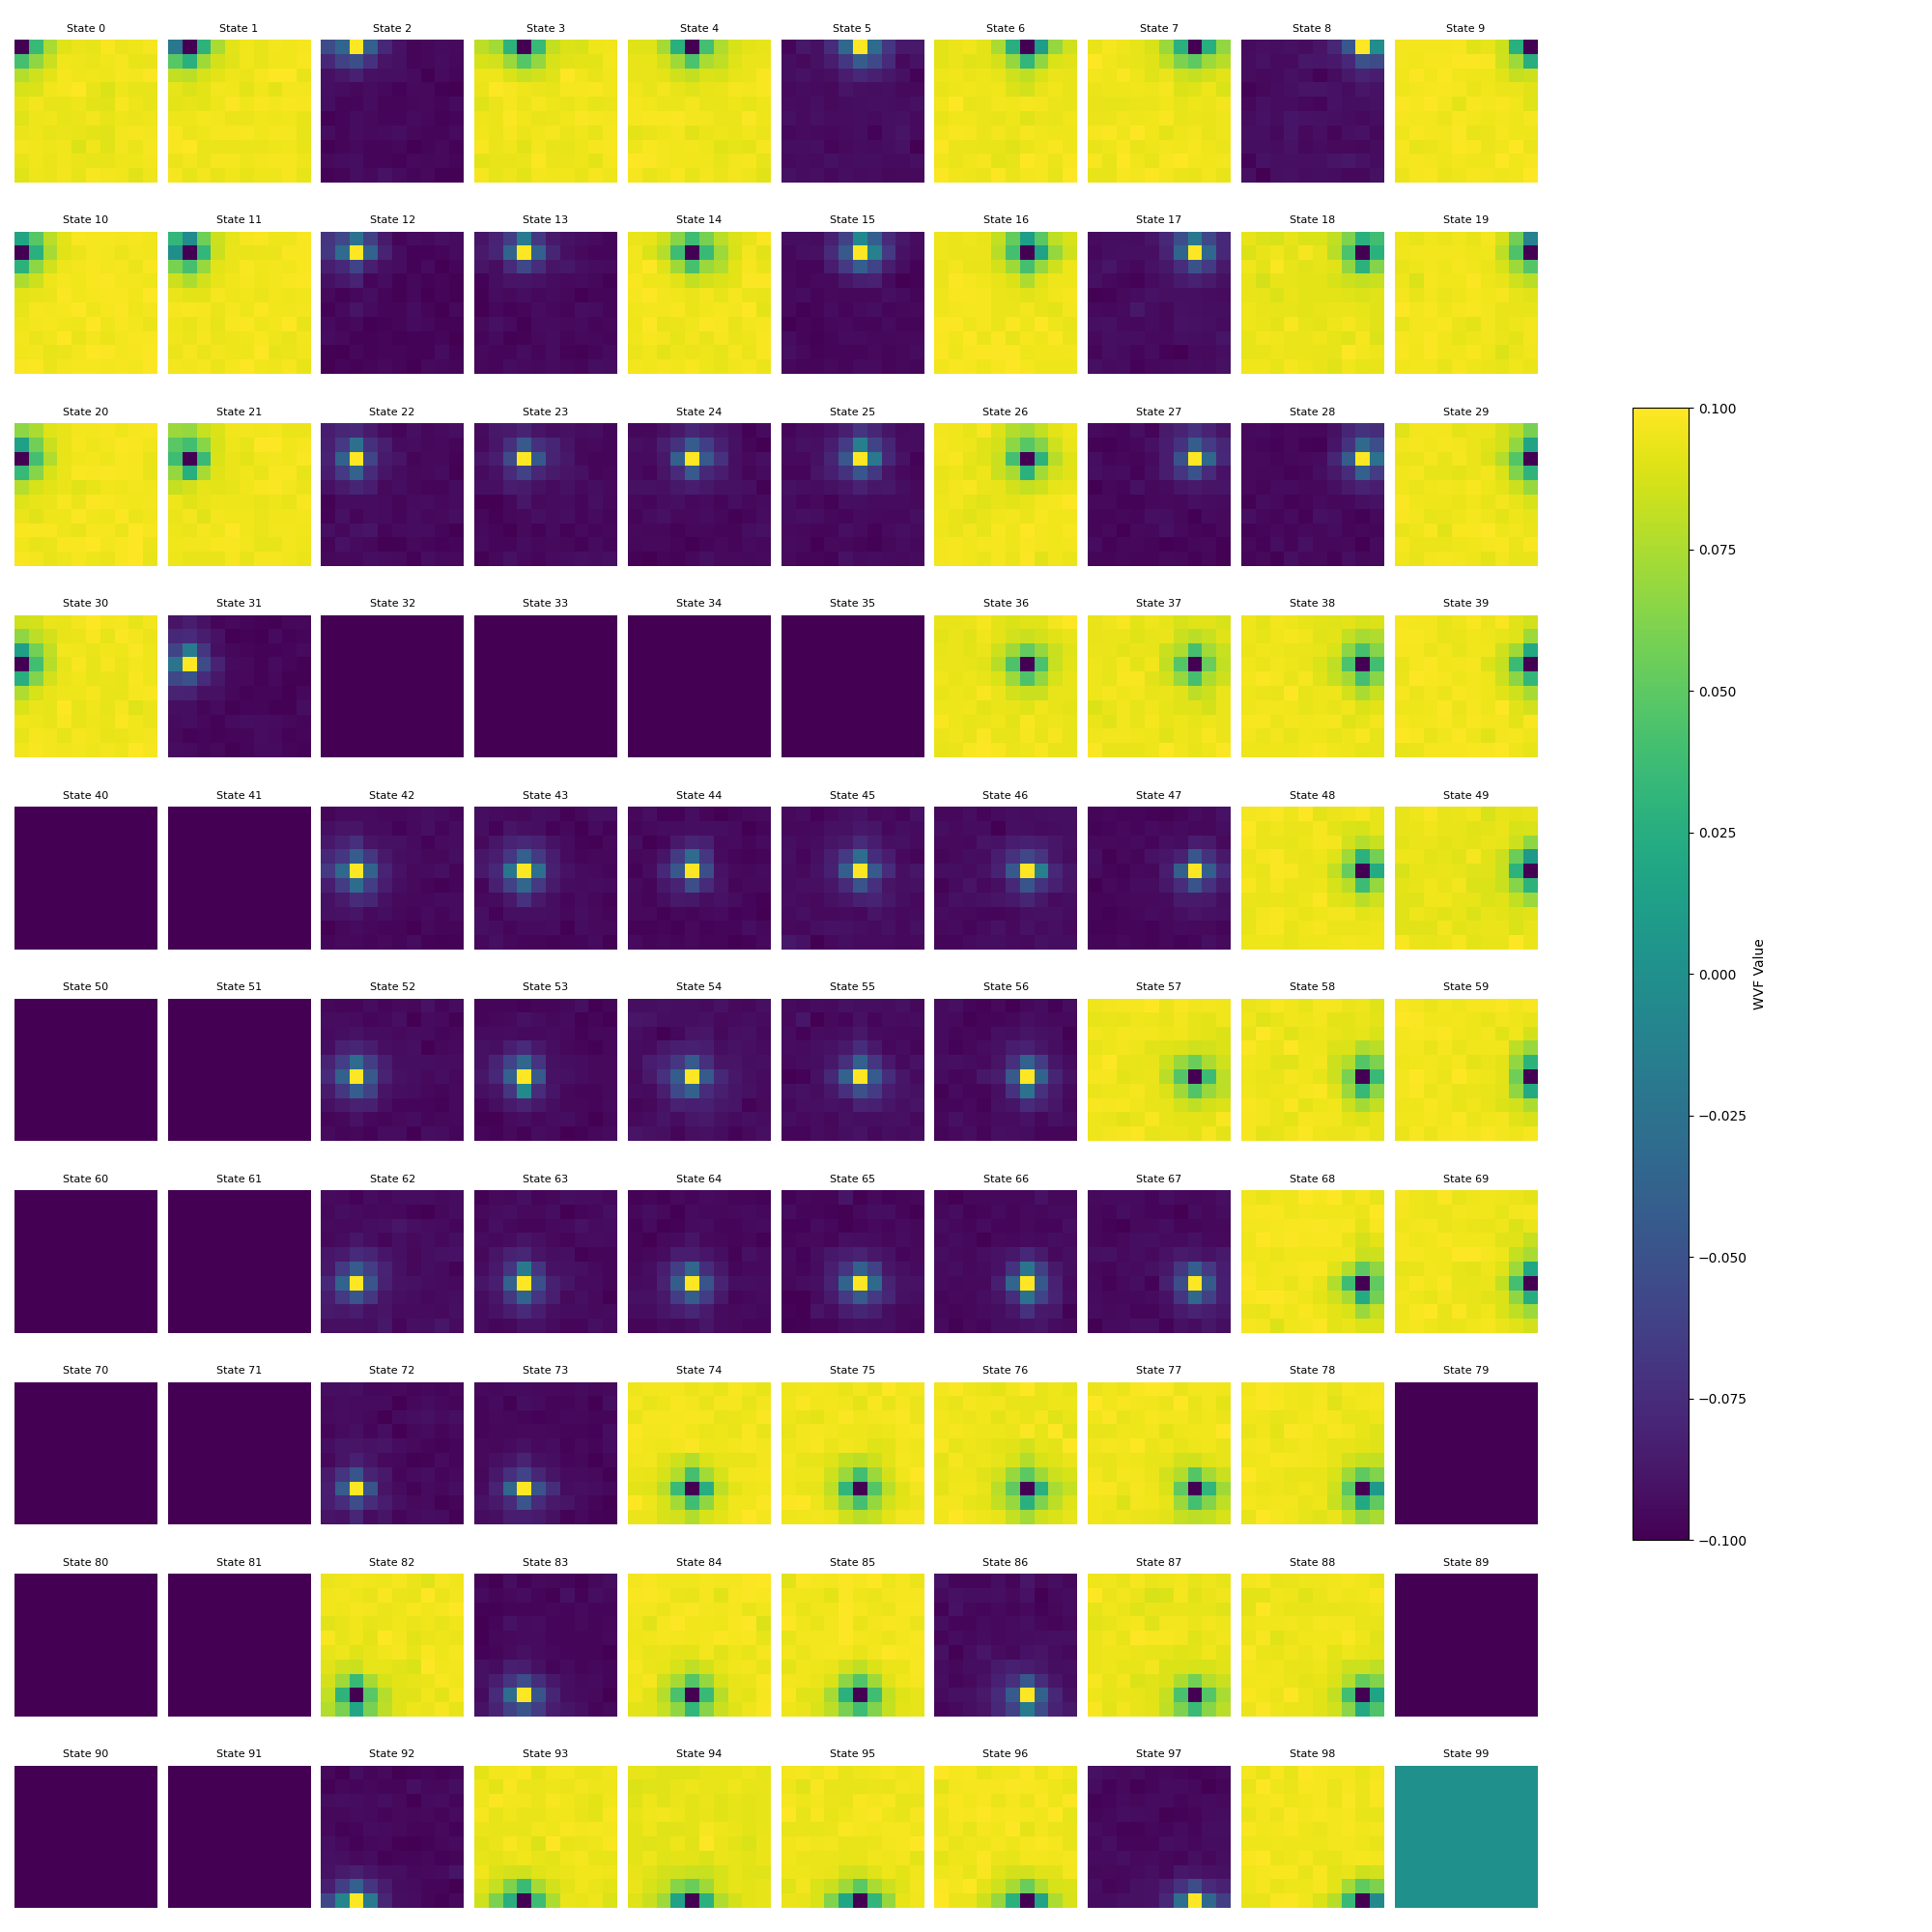 State 0 State 1 State 2 State 3 State 4 State 5 State 6 State 7 State 8 State 9
State 10 State 11 State 12 State 13 State 14 State 15 State 16 State 17 State 18 State 19
State 20 State 21 State 22 State 23 State 24 State 25 State 26 State 27 State 28 State 29
State 30 State 31 State 32 State 33 State 34 State 35 State 36 State 37 State 38 State 39
State 40 State 41 State 42 State 43 State 44 State 45 State 46 State 47 State 48 State 49
State 50 State 51 State 52 State 53 State 54 State 55 State 56 State 57 State 58 State 59
State 60 State 61 State 62 State 63 State 64 State 65 State 66 State 67 State 68 State 69
State 70 State 71 State 72 State 73 State 74 State 75 State 76 State 77 State 78 State 79
State 80 State 81 State 82 State 83 State 84 State 85 State 86 State 87 State 88 State 89
State 90 State 91 State 92 State 93 State 94 State 95 State 96 State 97 State 98 State 99
0.100
0.075
0.050
0.025
0.000
−0.025
−0.050
−0.075
−0.100
WVF Value